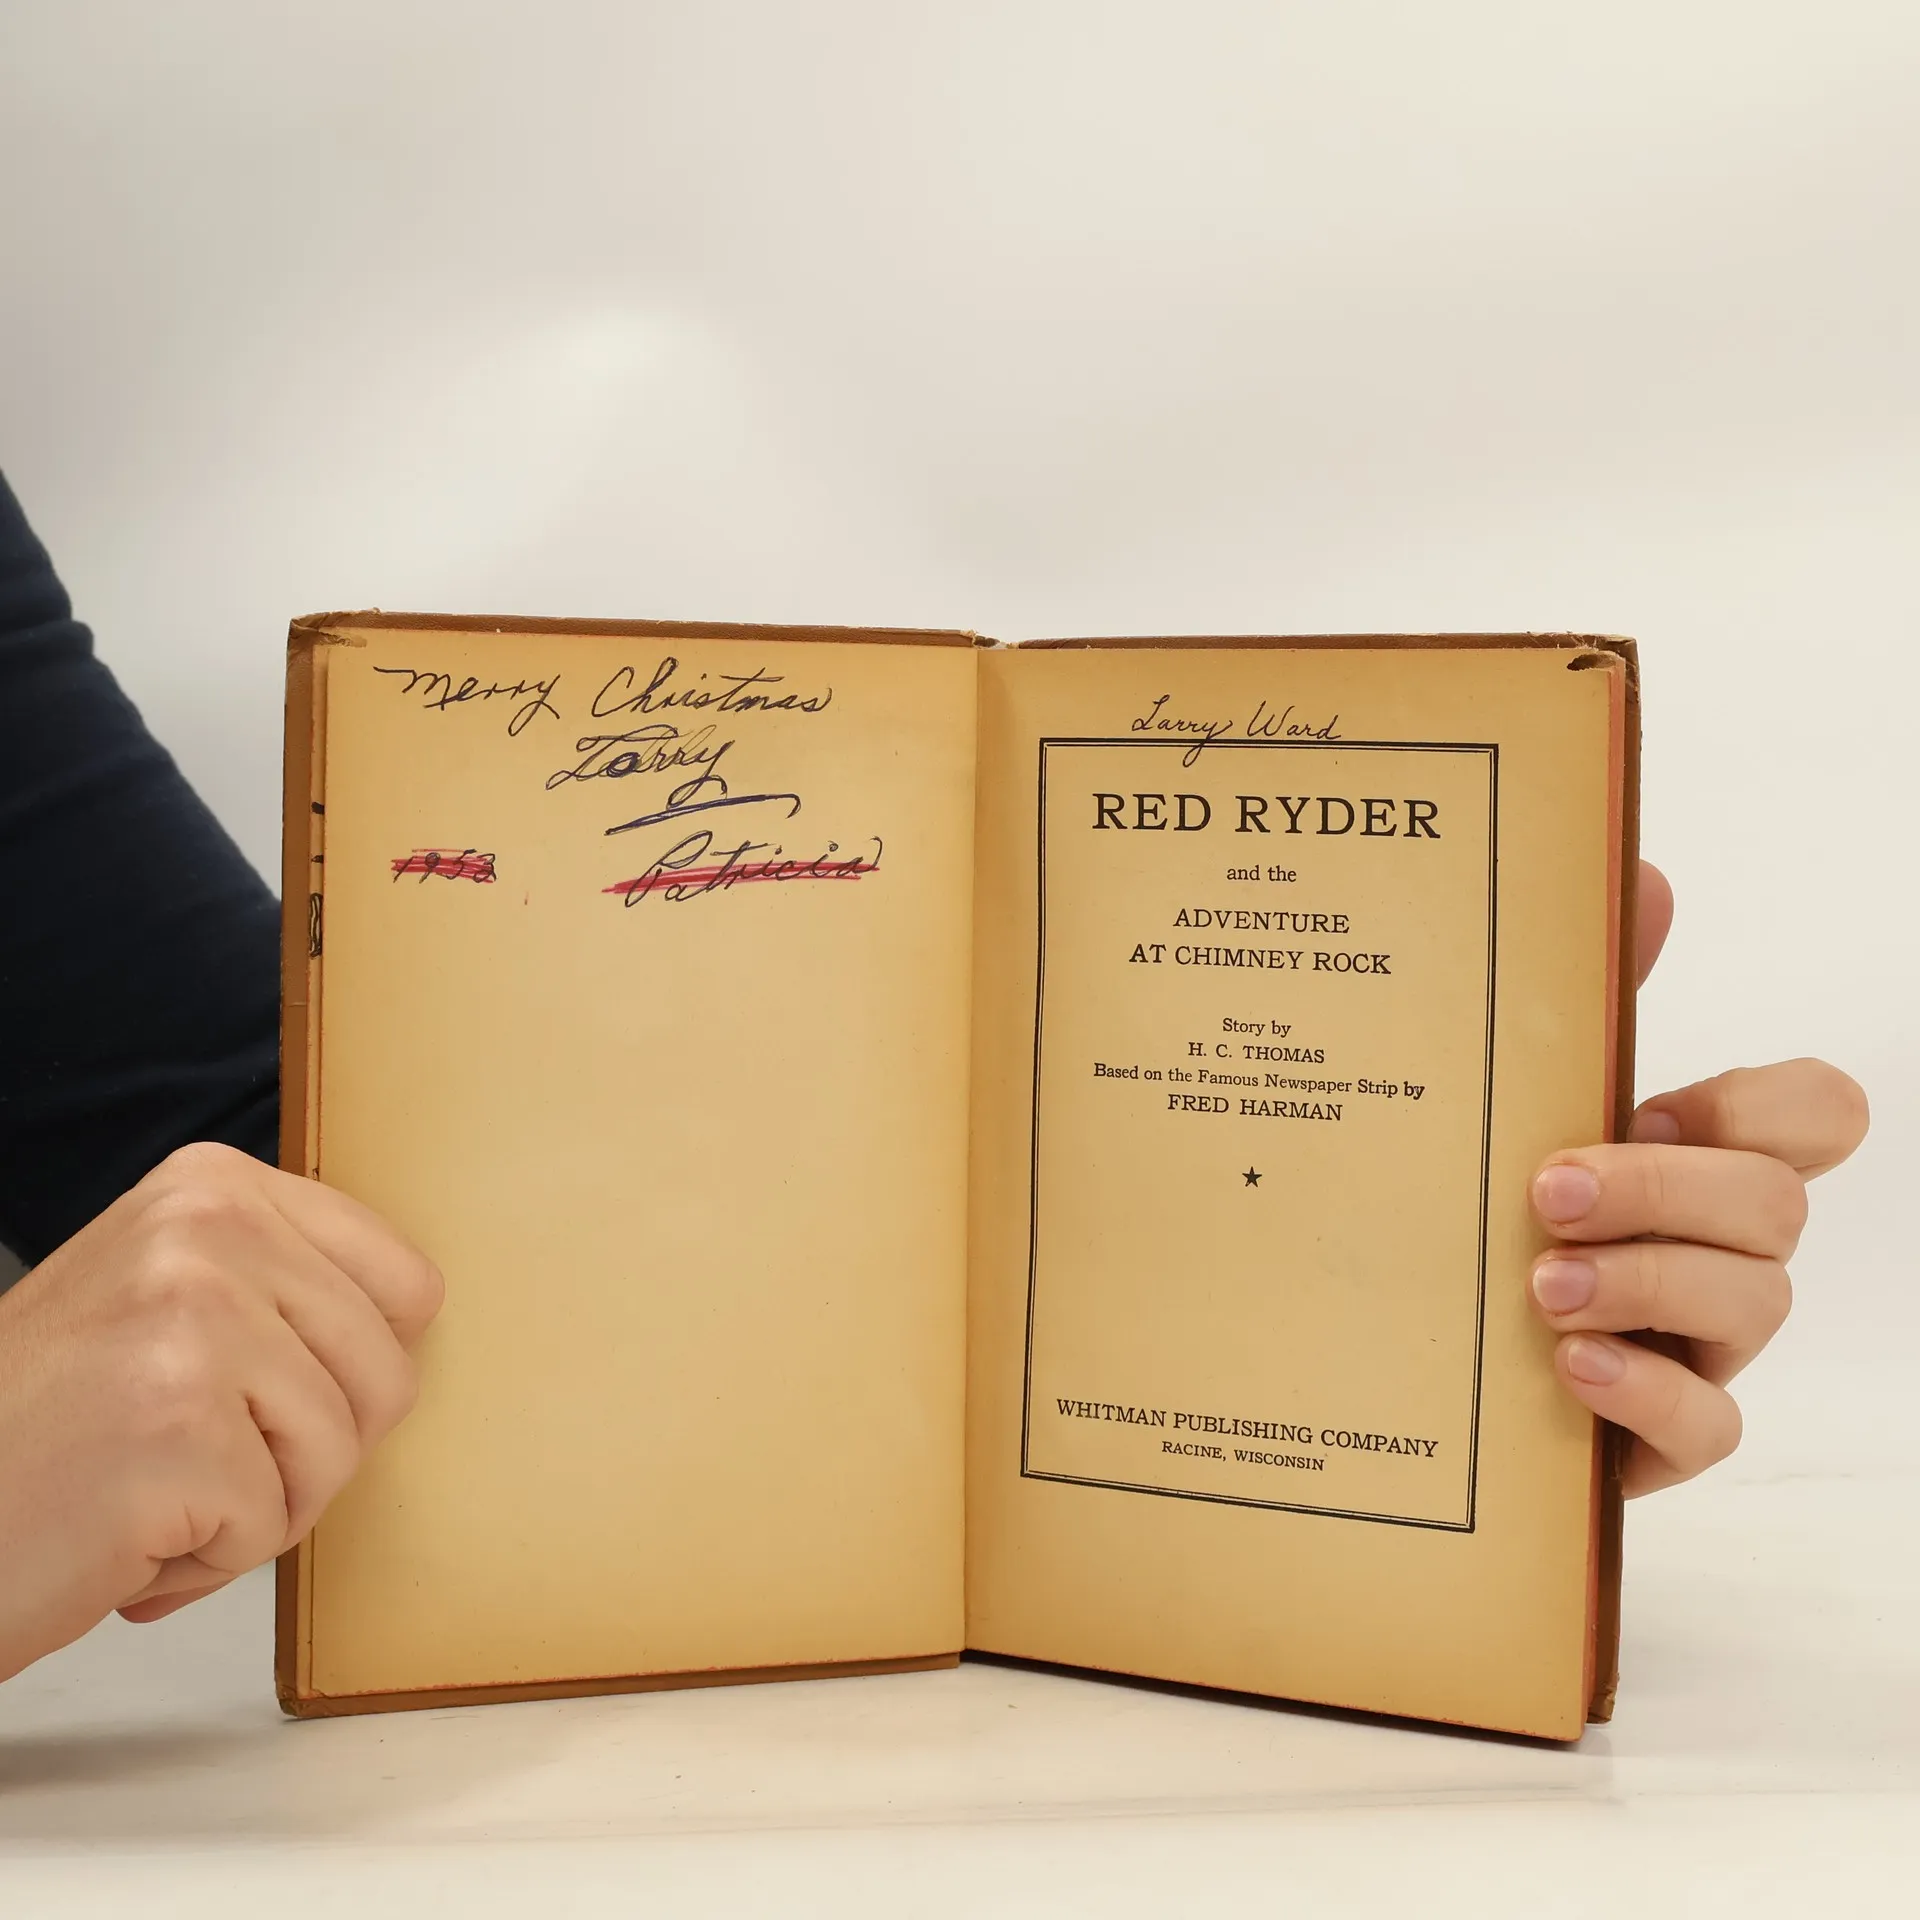 Merry Christmas
Larry
1953
Patricia
Larry Ward
RED RYDER
and the
ADVENTURE
AT CHIMNEY ROCK
Story by
H. C. THOMAS
Based on the Famous Newspaper Strip by
FRED HARMAN
WHITMAN PUBLISHING COMPANY
RACINE, WISCONSIN